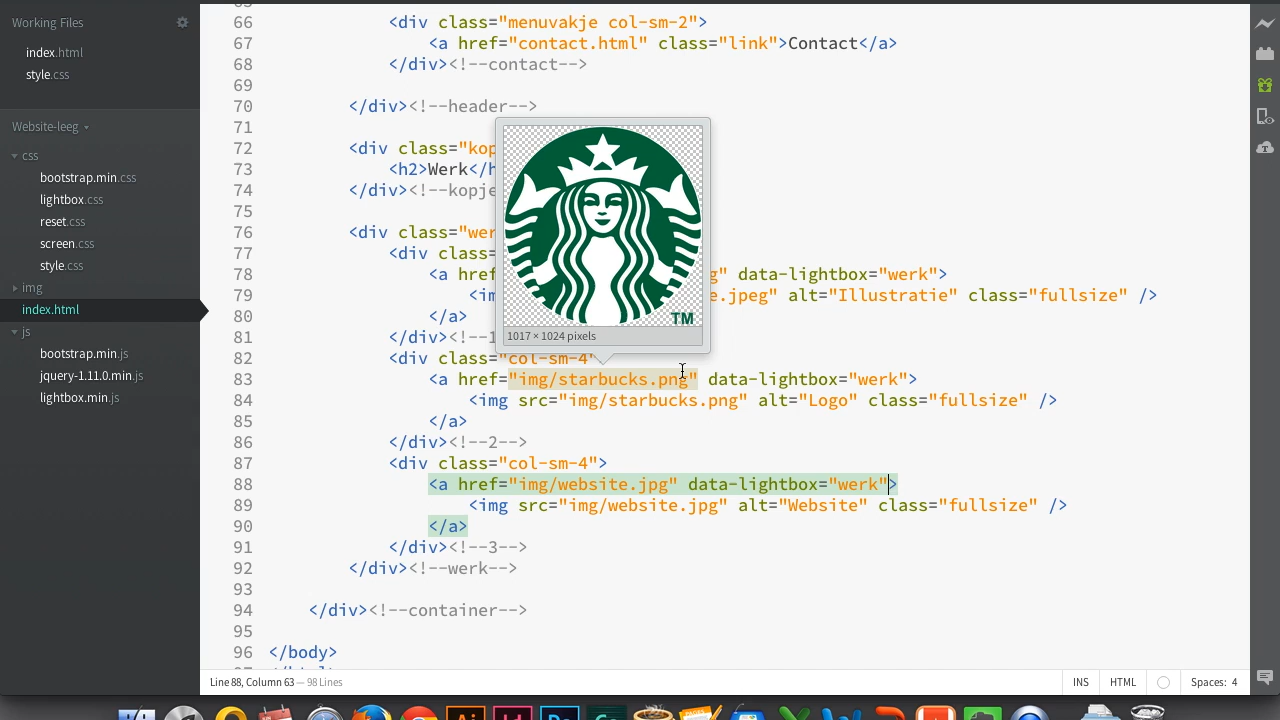 Working Files
index.html
style.css
Website-leeg
css
bootstrap.min.css
lightbox.css
reset.css
screen.css
style.css
img
index.html
js
bootstrap.min.js
jquery-1.11.0.min.js
lightbox.min.js
66 <div class="menuvakje col-sm-2">
67 <a href="contact.html" class="link">Contact</a>
68 </div><!--contact-->
69
70 </div><!--header-->
71
72 <div class="kop
73 <h2>Werk</h
74 </div><!--kopje
75
76 <div class="wer
77 <div class=
78 <a href g" data-lightbox="werk">
79 <im e.jpeg" alt="Illustratie" class="fullsize" />
80 </a>
81 </div><!--1
82 <div class="col-sm-4"
83 <a href="img/starbucks.png" data-lightbox="werk">
84 <img src="img/starbucks.png" alt="Logo" class="fullsize" />
85 </a>
86 </div><!--2-->
87 <div class="col-sm-4">
88 <a href="img/website.jpg" data-lightbox="werk">
89 <img src="img/website.jpg" alt="Website" class="fullsize" />
90 </a>
91 </div><!--3-->
92 </div><!--werk-->
93
94 </div><!--container-->
95
96 </body>
TM
1017 × 1024 pixels
Line 88, Column 63 — 98 Lines
INS HTML Spaces: 4